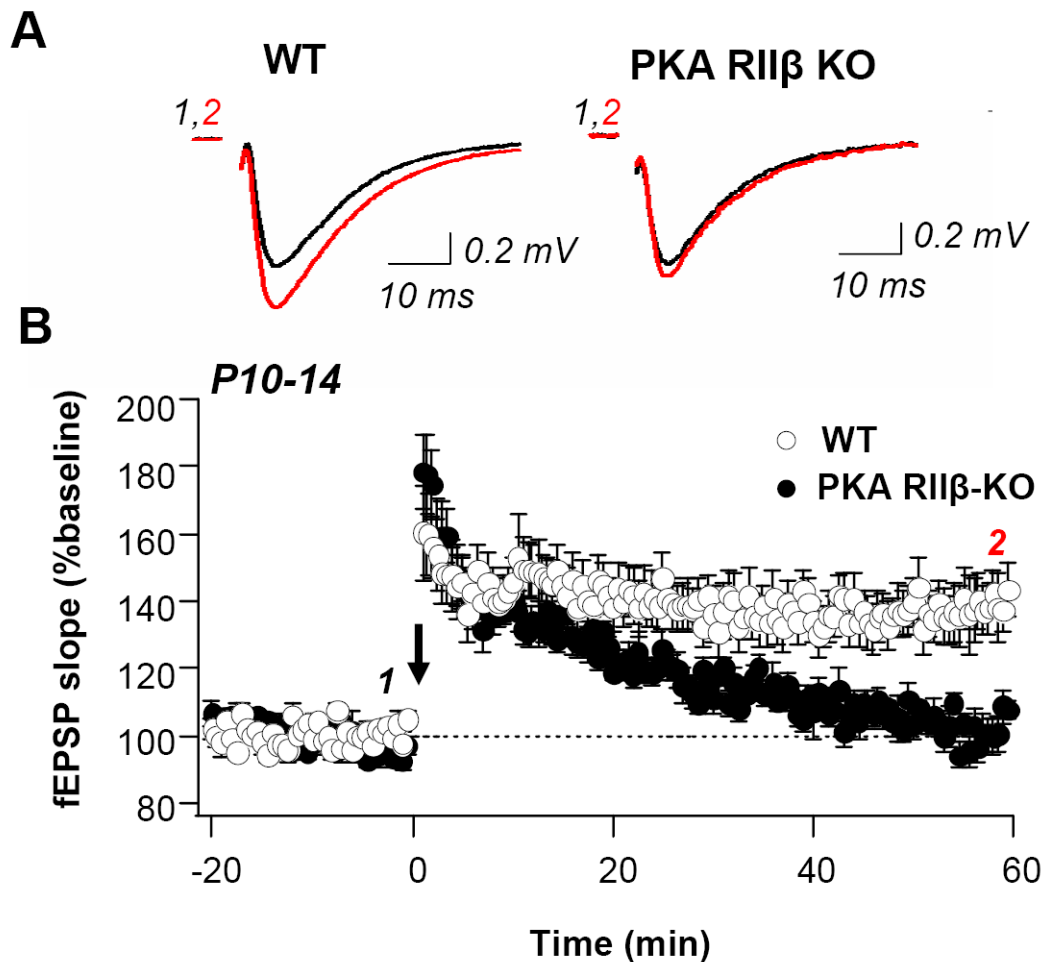 A
WT
PKA RIIβ KO
1,2
1,2
0.2 mV
10 ms
0.2 mV
10 ms
B
P10-14
fEPSP slope (%baseline)
200
180
160
140
120
100
80
WT
PKA RIIβ-KO
1
2
-20
0
20
40
60
Time (min)